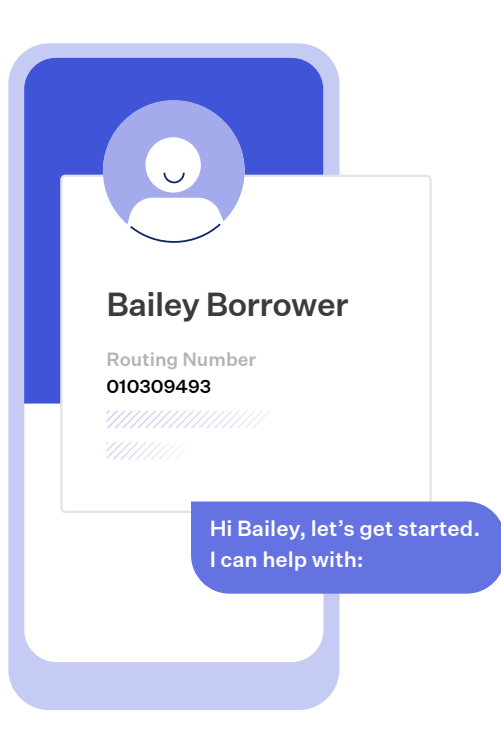 Bailey Borrower
Routing Number
010309493
Hi Bailey, let’s get started.
I can help with: